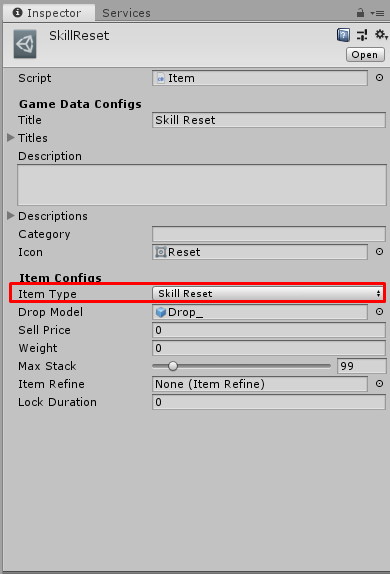 Inspector Services
SkillReset
Open
Script Item
Game Data Configs
Title Skill Reset
Titles
Description
Descriptions
Category
Icon Reset
Item Configs
Item Type Skill Reset
Drop Model Drop_
Sell Price 0
Weight 0
Max Stack 99
Item Refine None (Item Refine)
Lock Duration 0